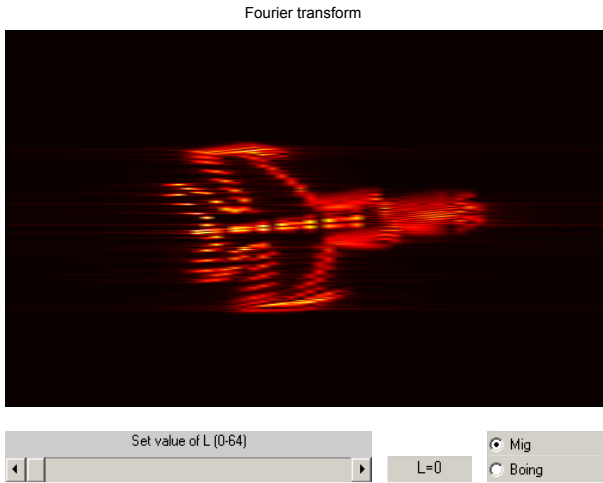 Fourier transform
Set value of L (0-64)
L=0
Mig
Boing